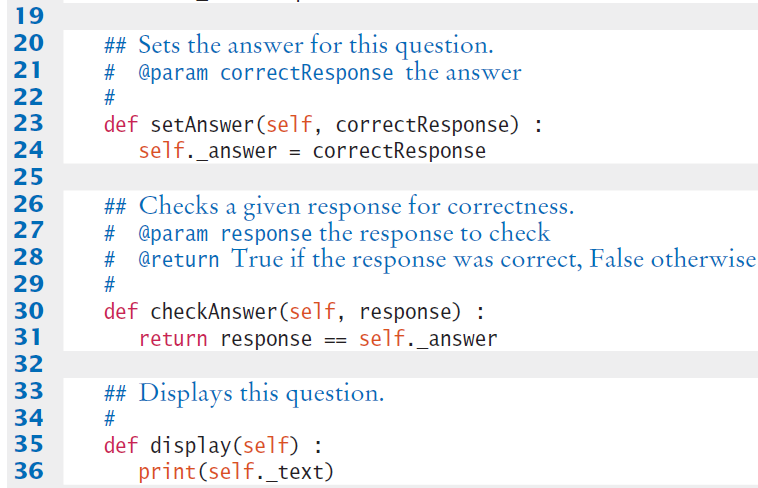 19
20 ## Sets the answer for this question.
21 # @param correctResponse the answer
22 #
23 def setAnswer(self, correctResponse) :
24 self._answer = correctResponse
25
26 ## Checks a given response for correctness.
27 # @param response the response to check
28 # @return True if the response was correct, False otherwise
29 #
30 def checkAnswer(self, response) :
31 return response == self._answer
32
33 ## Displays this question.
34 #
35 def display(self) :
36 print(self._text)